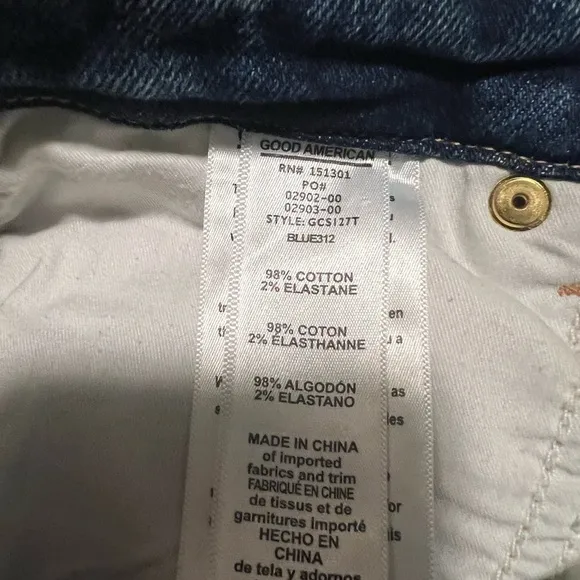 GOOD AMERICAN
RN# 151301
PO#
02902-00
02903-00
STYLE: GCS127T
BLUE312
98% COTTON
2% ELASTANE
98% COTON
2% ÉLASTHANNE
98% ALGODÓN
2% ELASTANO
MADE IN CHINA
of imported
fabrics and trim
FABRIQUÉ EN CHINE
de tissus et de
garnitures importé
HECHO EN
CHINA
de tela y adornos